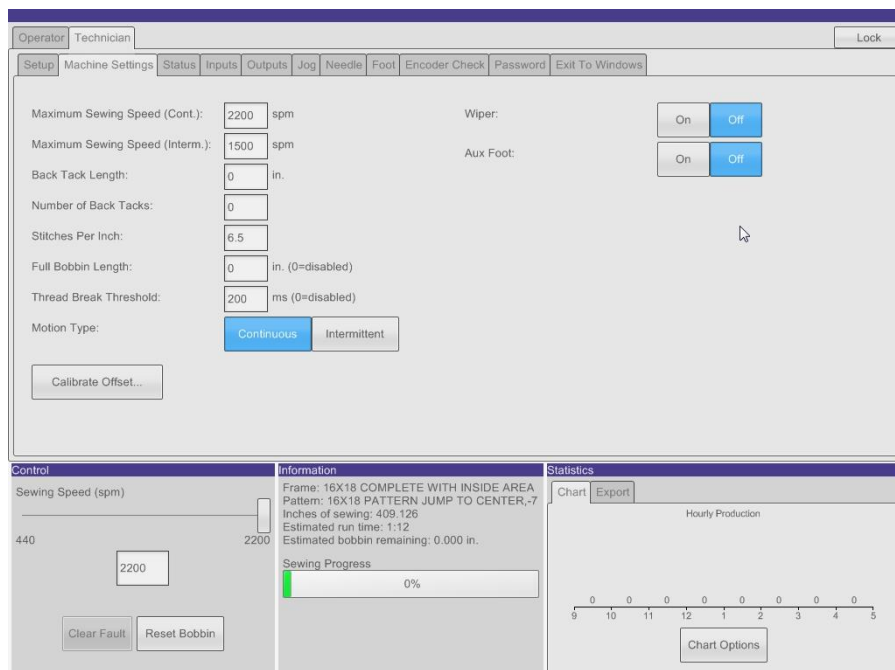 Operator Technician Lock
Setup Machine Settings Status Inputs Outputs Jog Needle Foot Encoder Check Password Exit To Windows
Maximum Sewing Speed (Cont.): 2200 spm
Maximum Sewing Speed (Interm.): 1500 spm
Back Tack Length: 0 in.
Number of Back Tacks: 0
Stitches Per Inch: 6.5
Full Bobbin Length: 0 in. (0=disabled)
Thread Break Threshold: 200 ms (0=disabled)
Motion Type: Continuous Intermittent
Calibrate Offset...
Wiper: On Off
Aux Foot: On Off
Control
Sewing Speed (spm)
440 2200
2200
Clear Fault Reset Bobbin
Information
Frame: 16X18 COMPLETE WITH INSIDE AREA
Pattern: 16X18 PATTERN JUMP TO CENTER,-7
Inches of sewing: 409.126
Estimated run time: 1:12
Estimated bobbin remaining: 0.000 in.
Sewing Progress
0%
Statistics
Chart Export
Hourly Production
0 0 0 0 0 0 0 0
9 10 11 12 1 2 3 4 5
Chart Options